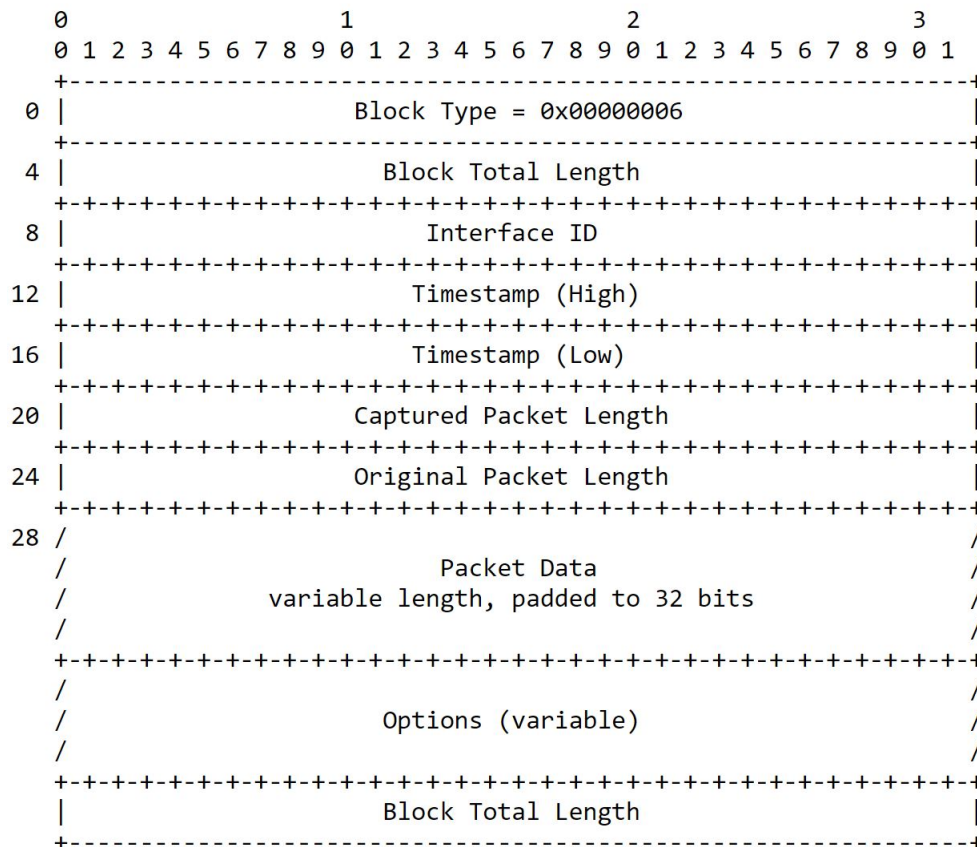 0                   1                   2                   3
 0 1 2 3 4 5 6 7 8 9 0 1 2 3 4 5 6 7 8 9 0 1 2 3 4 5 6 7 8 9 0 1
+---------------------------------------------------------------+
0 | Block Type = 0x00000006 |
+---------------------------------------------------------------+
4 | Block Total Length |
+-+-+-+-+-+-+-+-+-+-+-+-+-+-+-+-+-+-+-+-+-+-+-+-+-+-+-+-+-+-+-+-+
8 | Interface ID |
+-+-+-+-+-+-+-+-+-+-+-+-+-+-+-+-+-+-+-+-+-+-+-+-+-+-+-+-+-+-+-+-+
12 | Timestamp (High) |
+-+-+-+-+-+-+-+-+-+-+-+-+-+-+-+-+-+-+-+-+-+-+-+-+-+-+-+-+-+-+-+-+
16 | Timestamp (Low) |
+-+-+-+-+-+-+-+-+-+-+-+-+-+-+-+-+-+-+-+-+-+-+-+-+-+-+-+-+-+-+-+-+
20 | Captured Packet Length |
+-+-+-+-+-+-+-+-+-+-+-+-+-+-+-+-+-+-+-+-+-+-+-+-+-+-+-+-+-+-+-+-+
24 | Original Packet Length |
+-+-+-+-+-+-+-+-+-+-+-+-+-+-+-+-+-+-+-+-+-+-+-+-+-+-+-+-+-+-+-+-+
28 / /
/ Packet Data /
/ variable length, padded to 32 bits /
/ /
+-+-+-+-+-+-+-+-+-+-+-+-+-+-+-+-+-+-+-+-+-+-+-+-+-+-+-+-+-+-+-+-+
/ /
/ Options (variable) /
/ /
+-+-+-+-+-+-+-+-+-+-+-+-+-+-+-+-+-+-+-+-+-+-+-+-+-+-+-+-+-+-+-+-+
| Block Total Length |
+---------------------------------------------------------------+